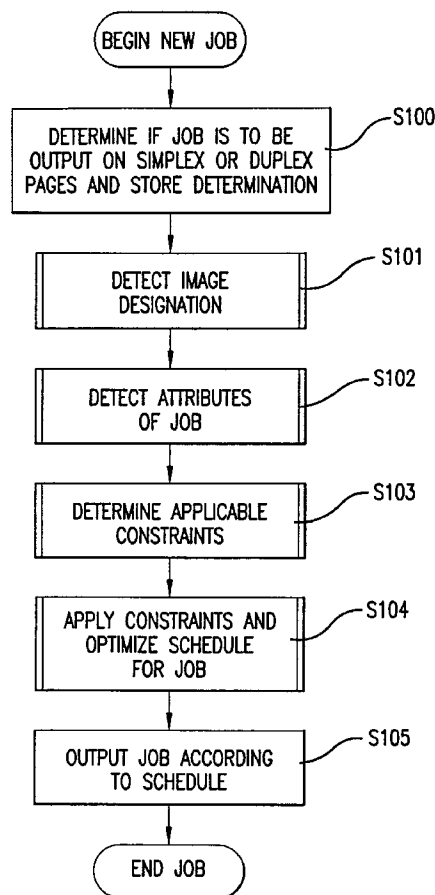 BEGIN NEW JOB
DETERMINE IF JOB IS TO BE
OUTPUT ON SIMPLEX OR DUPLEX
PAGES AND STORE DETERMINATION
S100
DETECT IMAGE
DESIGNATION
S101
DETECT ATTRIBUTES
OF JOB
S102
DETERMINE APPLICABLE
CONSTRAINTS
S103
APPLY CONSTRAINTS AND
OPTIMIZE SCHEDULE
FOR JOB
S104
OUTPUT JOB ACCORDING
TO SCHEDULE
S105
END JOB